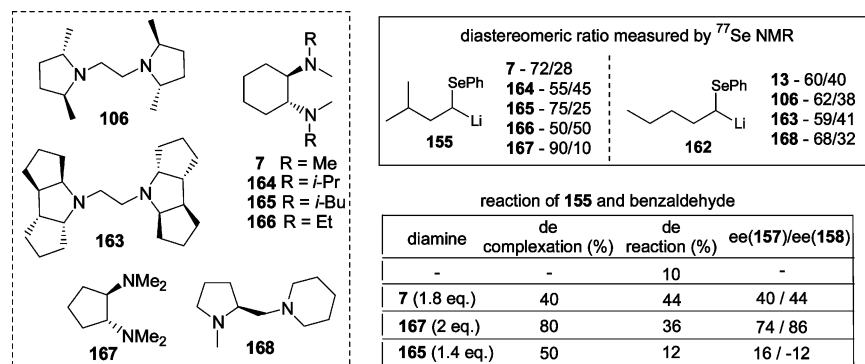 N
N
106
R
N
N
R
7 R = Me
164 R = i-Pr
165 R = i-Bu
166 R = Et
N
N
163
NMe2
NMe2
167
N
N
168
diastereomeric ratio measured by 77Se NMR
SePh
Li
155
7 - 72/28
164 - 55/45
165 - 75/25
166 - 50/50
167 - 90/10
SePh
Li
162
13 - 60/40
106 - 62/38
163 - 59/41
168 - 68/32
reaction of 155 and benzaldehyde
diamine de complexation (%) de reaction (%) ee(157)/ee(158)
- - 10 -
7 (1.8 eq.) 40 44 40 / 44
167 (2 eq.) 80 36 74 / 86
165 (1.4 eq.) 50 12 16 / -12